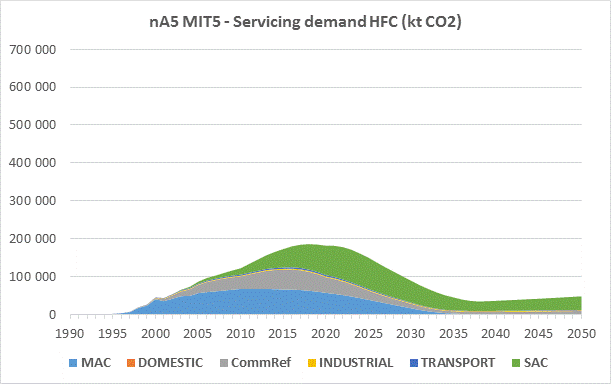 nA5 MIT5 - Servicing demand HFC (kt CO2)
700 000
600 000
500 000
400 000
300 000
200 000
100 000
0
1990 1995 2000 2005 2010 2015 2020 2025 2030 2035 2040 2045 2050
MAC DOMESTIC CommRef INDUSTRIAL TRANSPORT SAC